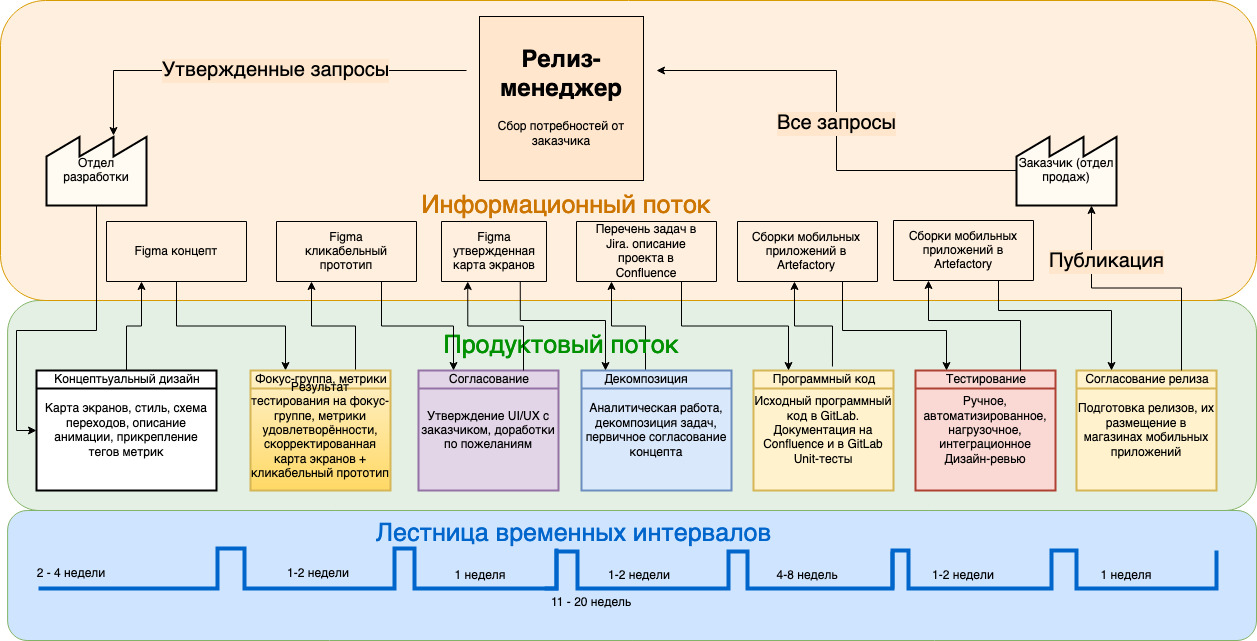 Релиз-
менеджер
Сбор потребностей от
заказчика
Утвержденные запросы
Все запросы
Отдел
разработки
Заказчик (отдел
продаж)
Информационный поток
Figma концепт
Figma
кликабельный
прототип
Figma
утвержденная
карта экранов
Перечень задач в
Jira. описание
проекта в
Confluence
Сборки мобильных
приложений в
Artefactory
Сборки мобильных
приложений в
Artefactory
Публикация
Продуктовый поток
Концептуальный дизайн
Карта экранов, стиль, схема
переходов, описание
анимации, прикрепление
тегов метрик
Фокус-группа, метрики
Результат
тестирования на фокус-
группе, метрики
удовлетворённости,
скорректированная
карта экранов +
кликабельный прототип
Согласование
Утверждение UI/UX с
заказчиком, доработки
по пожеланиям
Декомпозиция
Аналитическая работа,
декомпозиция задач,
первичное согласование
концепта
Программный код
Исходный программный
код в GitLab.
Документация на
Confluence и в GitLab
Unit-тесты
Тестирование
Ручное,
автоматизированное,
нагрузочное,
интеграционное
Дизайн-ревью
Согласование релиза
Подготовка релизов, их
размещение в
магазинах мобильных
приложений
Лестница временных интервалов
2 - 4 недели
1-2 недели
1 неделя
1-2 недели
4-8 недель
1-2 недели
1 неделя
11 - 20 недель